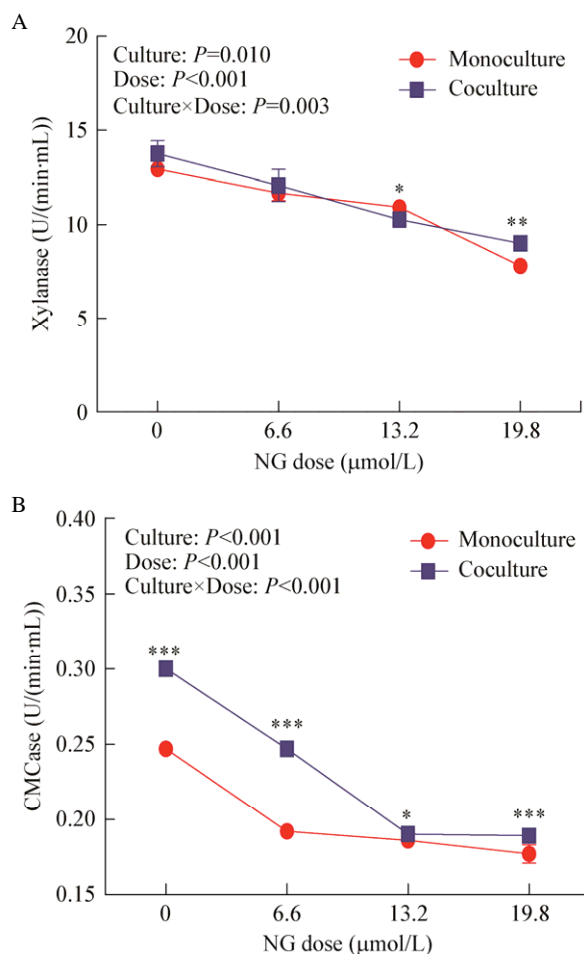 A
20
15
10
5
0
Xylanase (U/(min·mL))
Culture: P=0.010
Dose: P<0.001
Culture×Dose: P=0.003
Monoculture
Coculture
*
**
0 6.6 13.2 19.8
NG dose (μmol/L)
B
0.40
0.35
0.30
0.25
0.20
0.15
CMCase (U/(min·mL))
Culture: P<0.001
Dose: P<0.001
Culture×Dose: P<0.001
Monoculture
Coculture
***
***
*
***
0 6.6 13.2 19.8
NG dose (μmol/L)